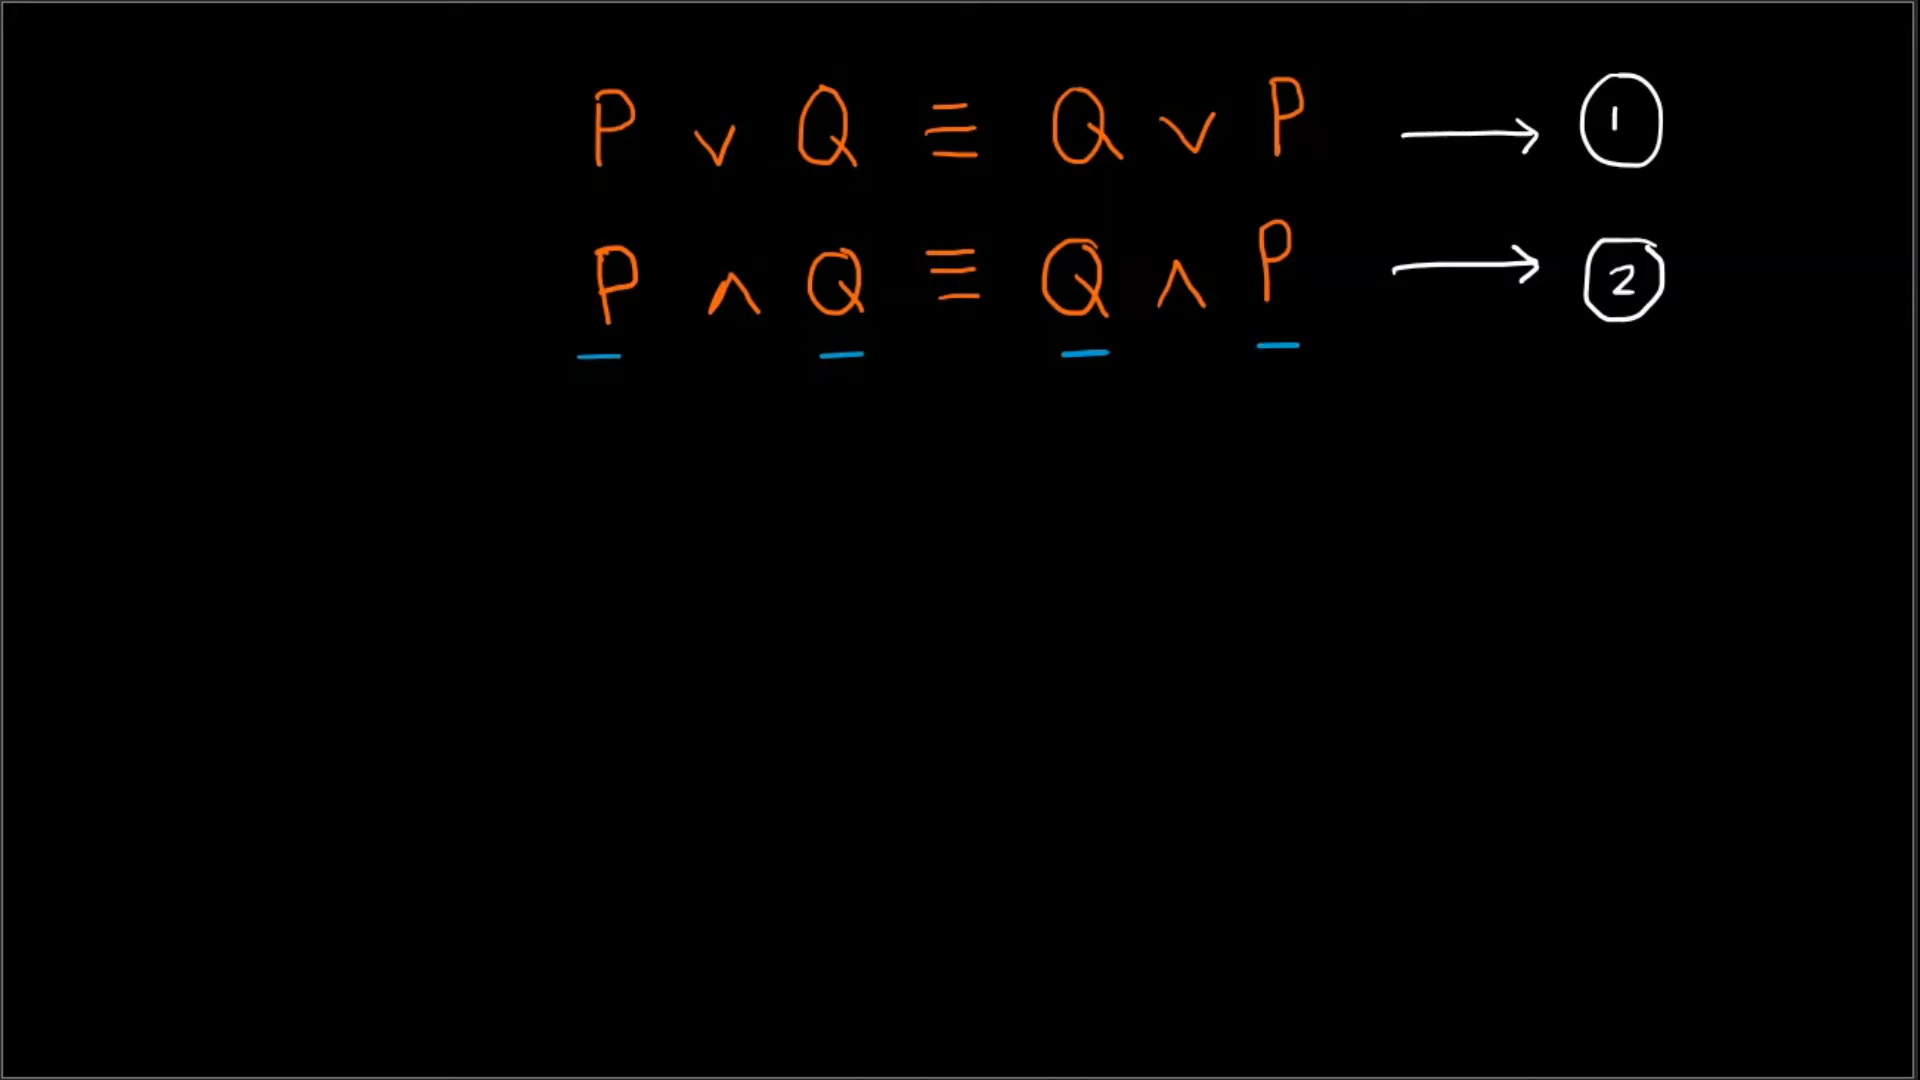 P ∨ Q ≡ Q ∨ P → 1
P ∧ Q ≡ Q ∧ P → 2